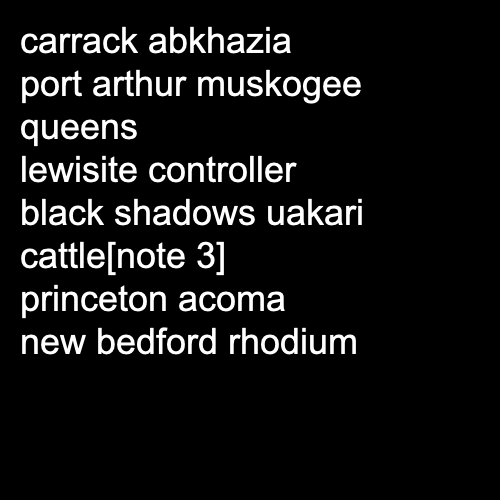 carrack abkhazia
port arthur muskogee
queens
lewisite controller
black shadows uakari
cattle[note 3]
princeton acoma
new bedford rhodium